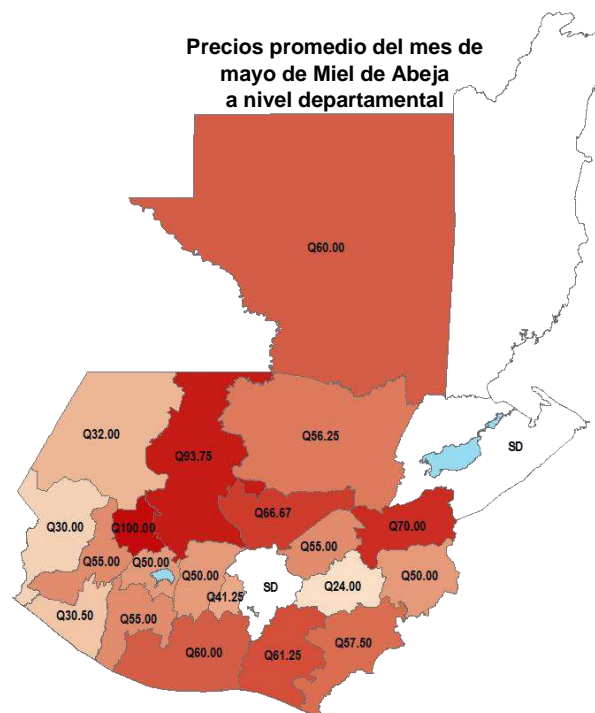 Precios promedio del mes de
mayo de Miel de Abeja
a nivel departamental
Q60.00
Q32.00
Q56.25
Q93.75
SD
Q66.67
Q70.00
Q30.00
Q100.00
Q55.00
Q55.00
Q50.00
Q50.00
Q50.00
SD
Q24.00
Q41.25
Q30.50
Q55.00
Q57.50
Q60.00
Q61.25